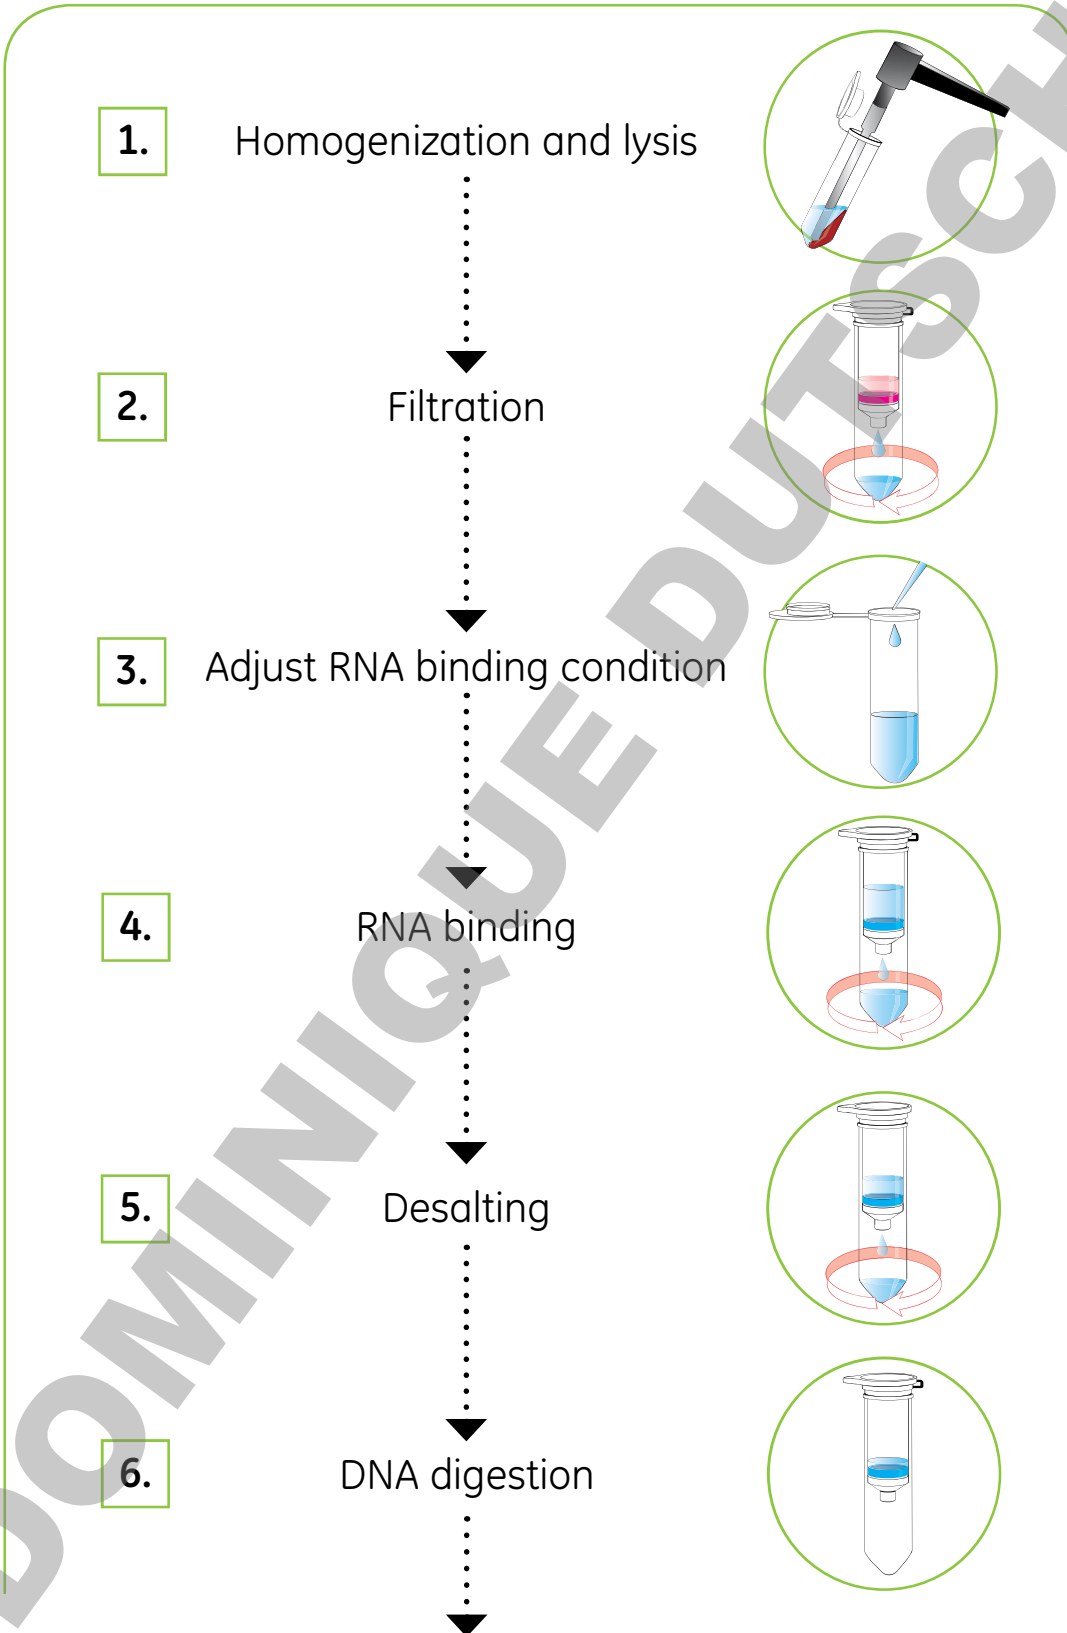 1. Homogenization and lysis
2. Filtration
3. Adjust RNA binding condition
4. RNA binding
5. Desalting
6. DNA digestion
DOMINIQUE DUTSCH